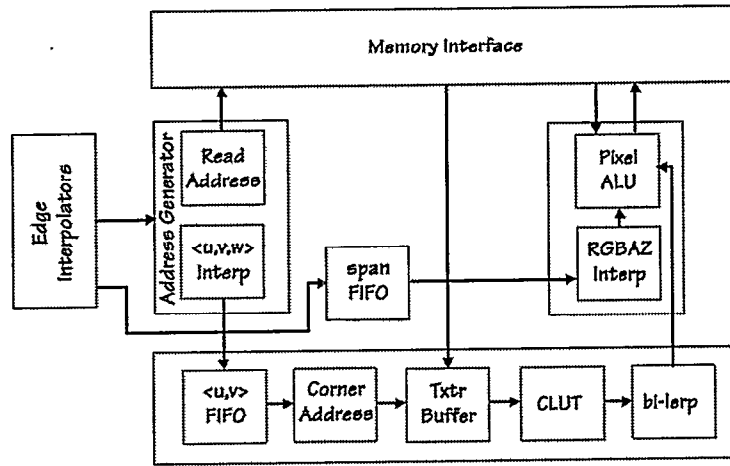 Memory Interface
Edge
Interpolators
Address Generator
Read
Address
<u,v,w>
Interp
span
FIFO
Pixel
ALU
RGBAZ
Interp
<u,v>
FIFO
Corner
Address
Txtr
Buffer
CLUT
bi-lerp